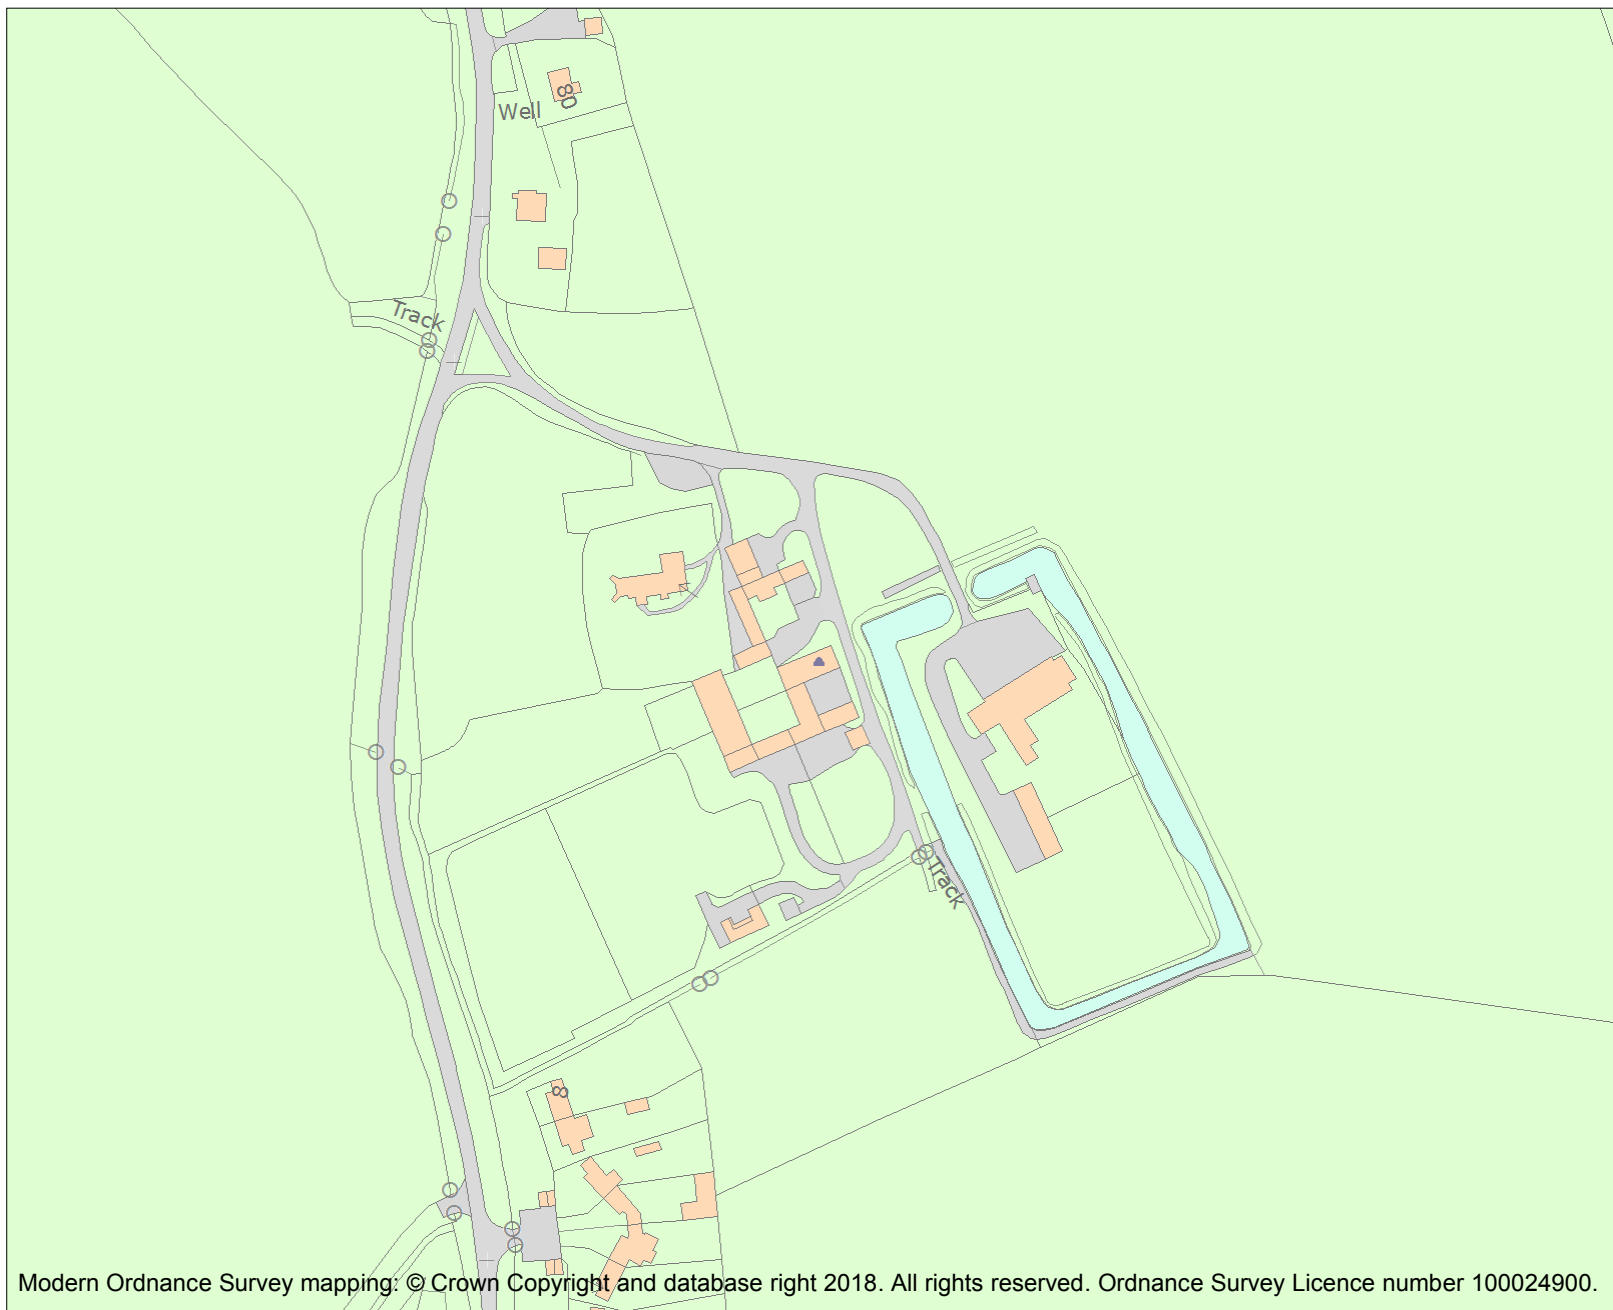 80
Well
Track
Track
8
Modern Ordnance Survey mapping: © Crown Copyright and database right 2018. All rights reserved. Ordnance Survey Licence number 100024900.